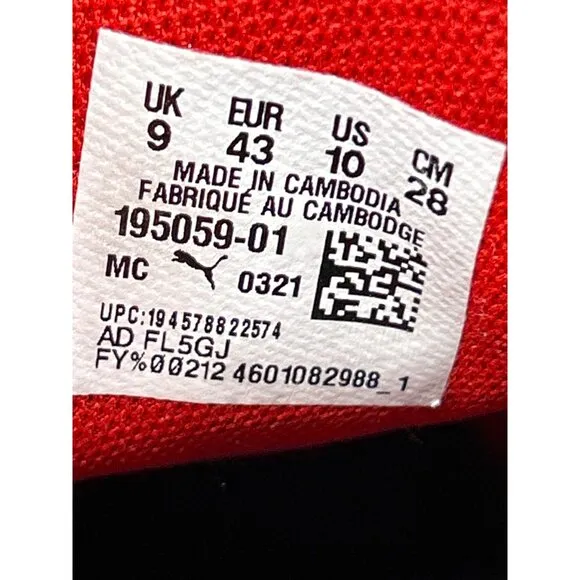 UK EUR US CM
9 43 10 28
MADE IN CAMBODIA
FABRIQUÉ AU CAMBODGE
195059-01
MC 0321
UPC:194578822574
AD FL5GJ
FY%00212 4601082988_1